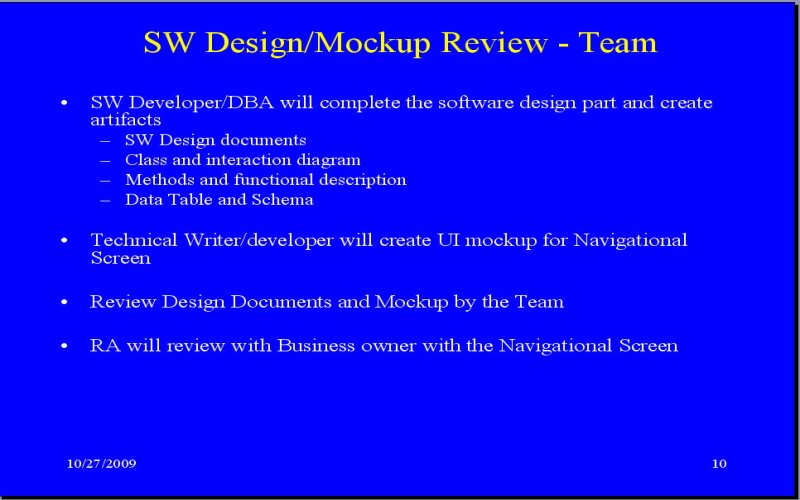 SW Design/Mockup Review - Team
• SW Developer/DBA will complete the software design part and create
artifacts
– SW Design documents
– Class and interaction diagram
– Methods and functional description
– Data Table and Schema
• Technical Writer/developer will create UI mockup for Navigational
Screen
• Review Design Documents and Mockup by the Team
• RA will review with Business owner with the Navigational Screen
10/27/2009
10